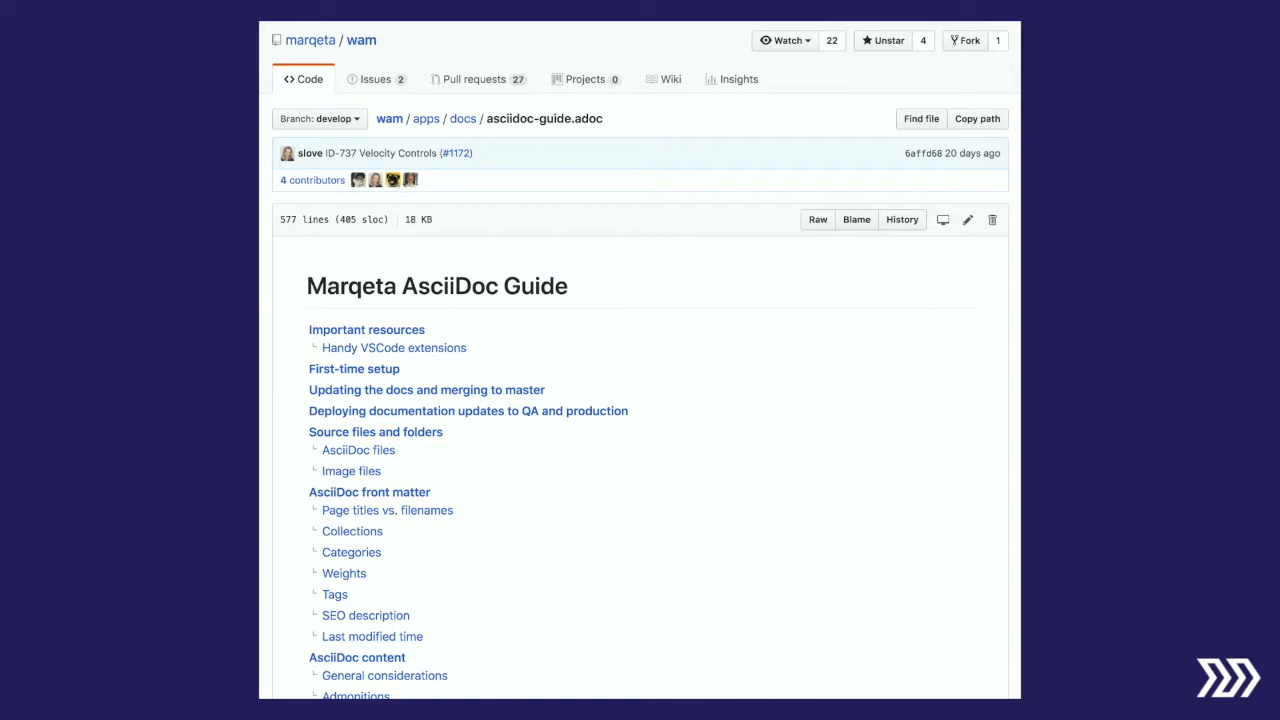 marqeta / wam
Watch 22 Unstar 4 Fork 1
Code Issues 2 Pull requests 27 Projects 0 Wiki Insights
Branch: develop wam / apps / docs / asciidoc-guide.adoc Find file Copy path
slove ID-737 Velocity Controls (#1172) 6affd68 20 days ago
4 contributors
577 lines (405 sloc) 18 KB Raw Blame History
Marqeta AsciiDoc Guide
Important resources
Handy VSCode extensions
First-time setup
Updating the docs and merging to master
Deploying documentation updates to QA and production
Source files and folders
AsciiDoc files
Image files
AsciiDoc front matter
Page titles vs. filenames
Collections
Categories
Weights
Tags
SEO description
Last modified time
AsciiDoc content
General considerations
Admonitions